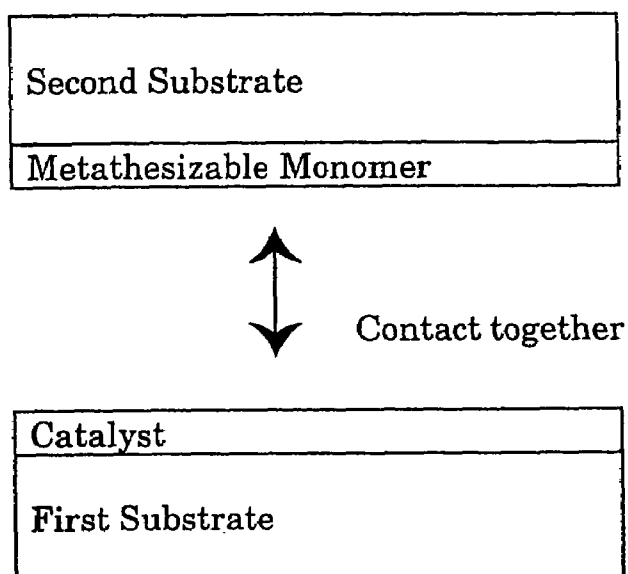 Second Substrate
Metathesizable Monomer
Contact together
Catalyst
First Substrate